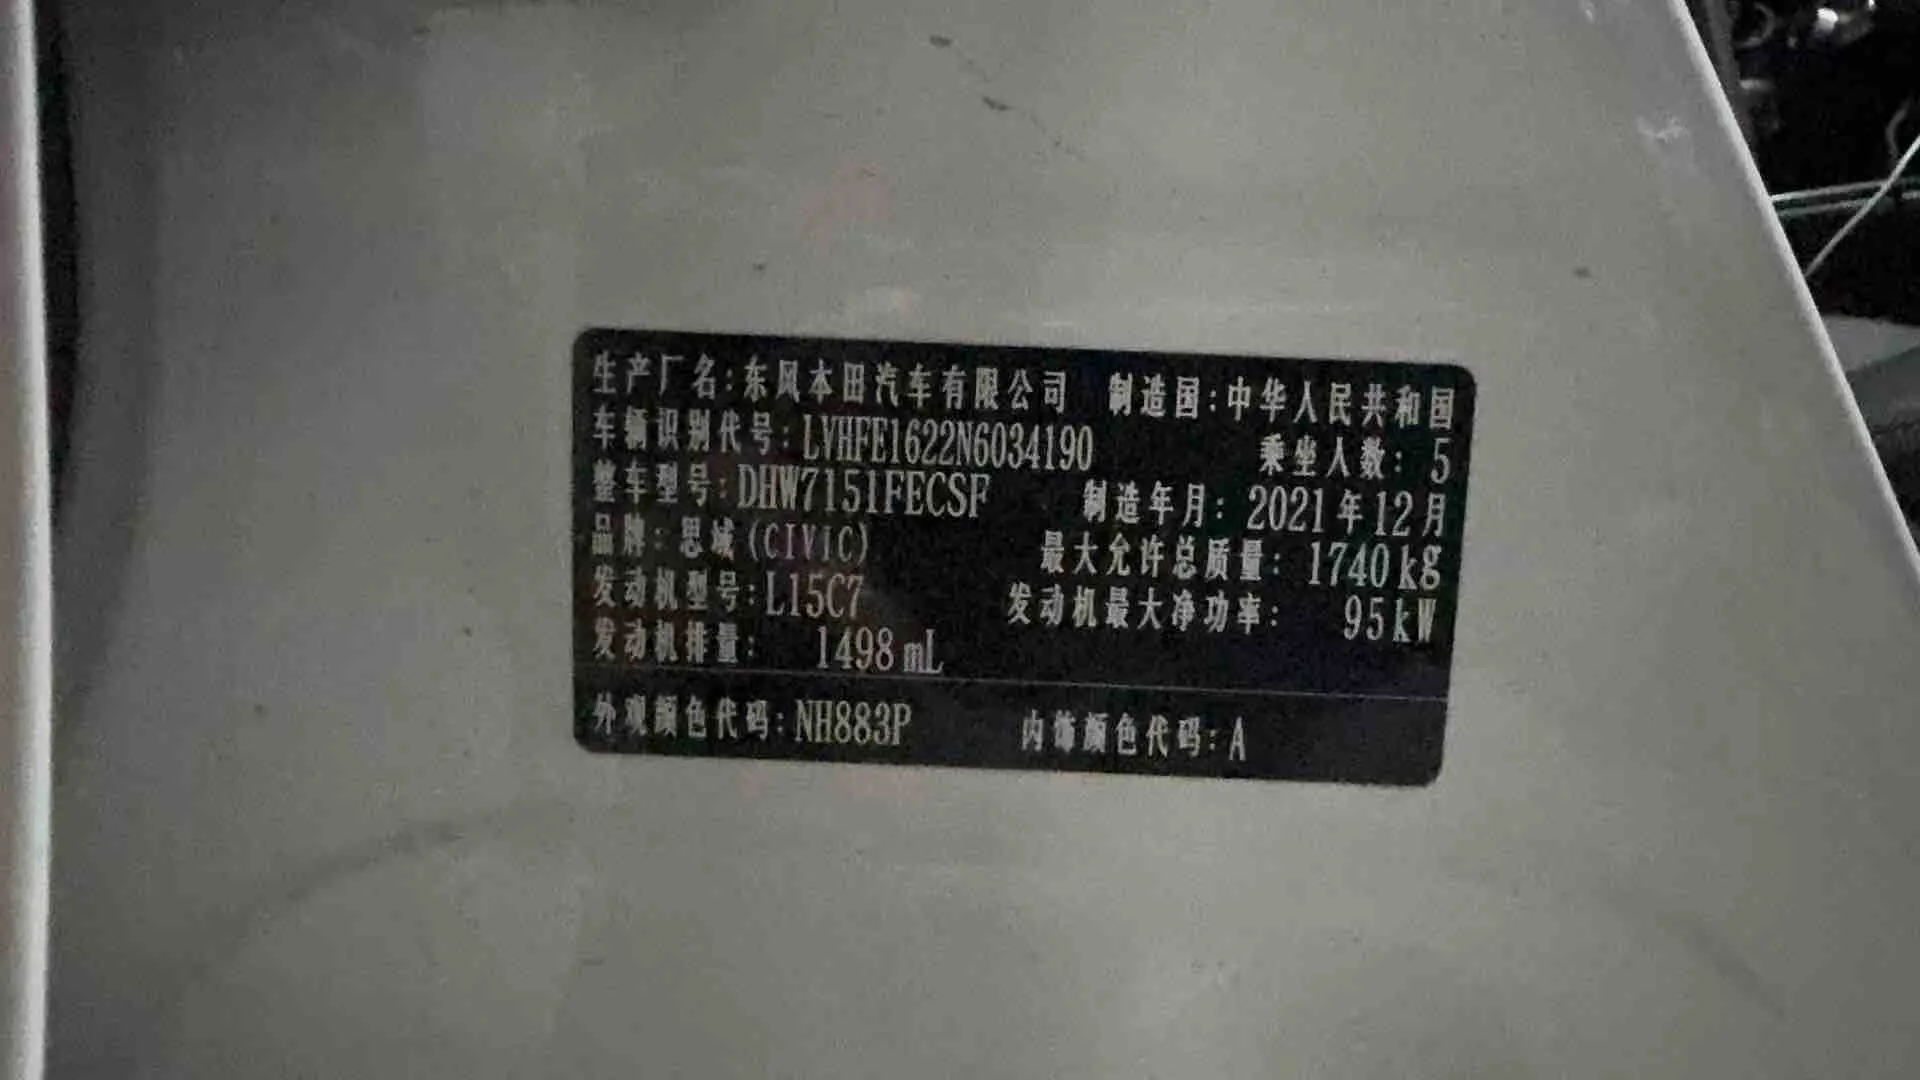 生产厂名:东风本田汽车有限公司 制造国:中华人民共和国
车辆识别代号:LVHFE1622N6034190 乘坐人数: 5
整车型号:DHW7151FECSF 制造年月: 2021年12月
品牌: 思域(CIVIC) 最大允许总质量: 1740kg
发动机型号:L15C7 发动机最大净功率: 95kW
发动机排量: 1498mL
外观颜色代码:NH883P 内饰颜色代码:A